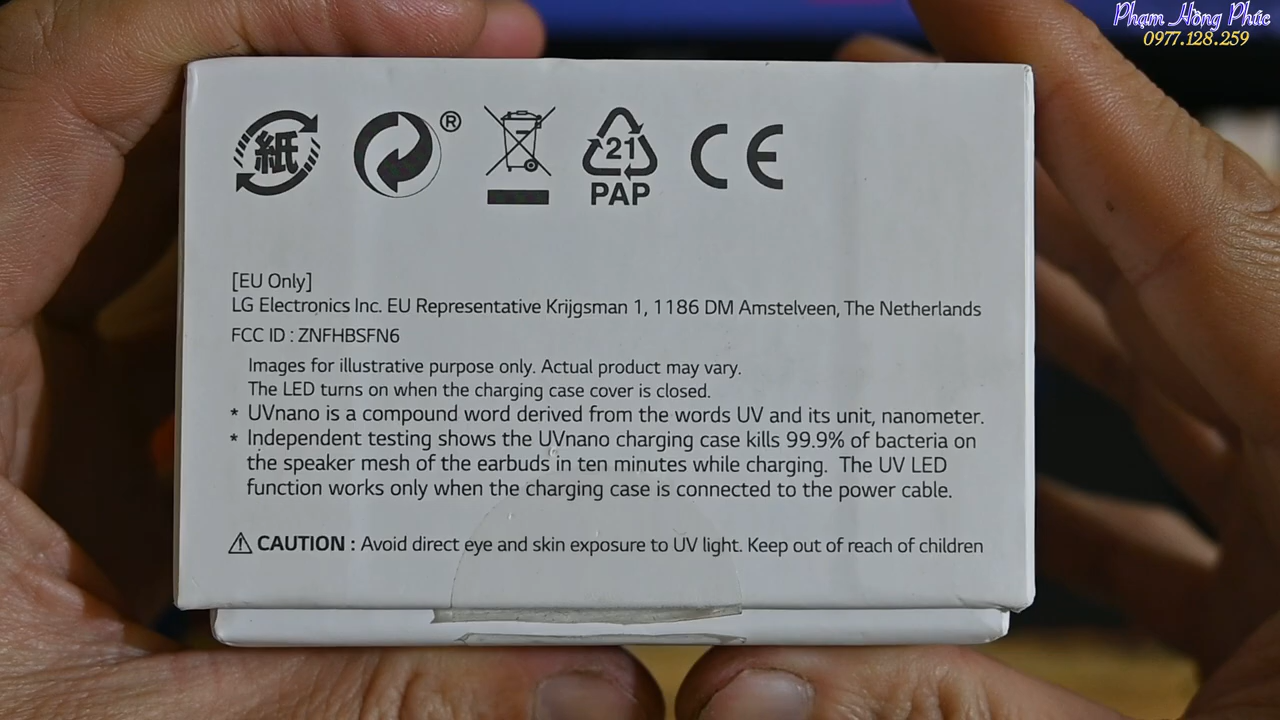 Phạm Hồng Phúc
0977.128.259
紙
®
21
PAP
CE
[EU Only]
LG Electronics Inc. EU Representative Krijgsman 1, 1186 DM Amstelveen, The Netherlands
FCC ID : ZNFHBSFN6
Images for illustrative purpose only. Actual product may vary.
The LED turns on when the charging case cover is closed.
* UVnano is a compound word derived from the words UV and its unit, nanometer.
* Independent testing shows the UVnano charging case kills 99.9% of bacteria on
the speaker mesh of the earbuds in ten minutes while charging. The UV LED
function works only when the charging case is connected to the power cable.
CAUTION : Avoid direct eye and skin exposure to UV light. Keep out of reach of children